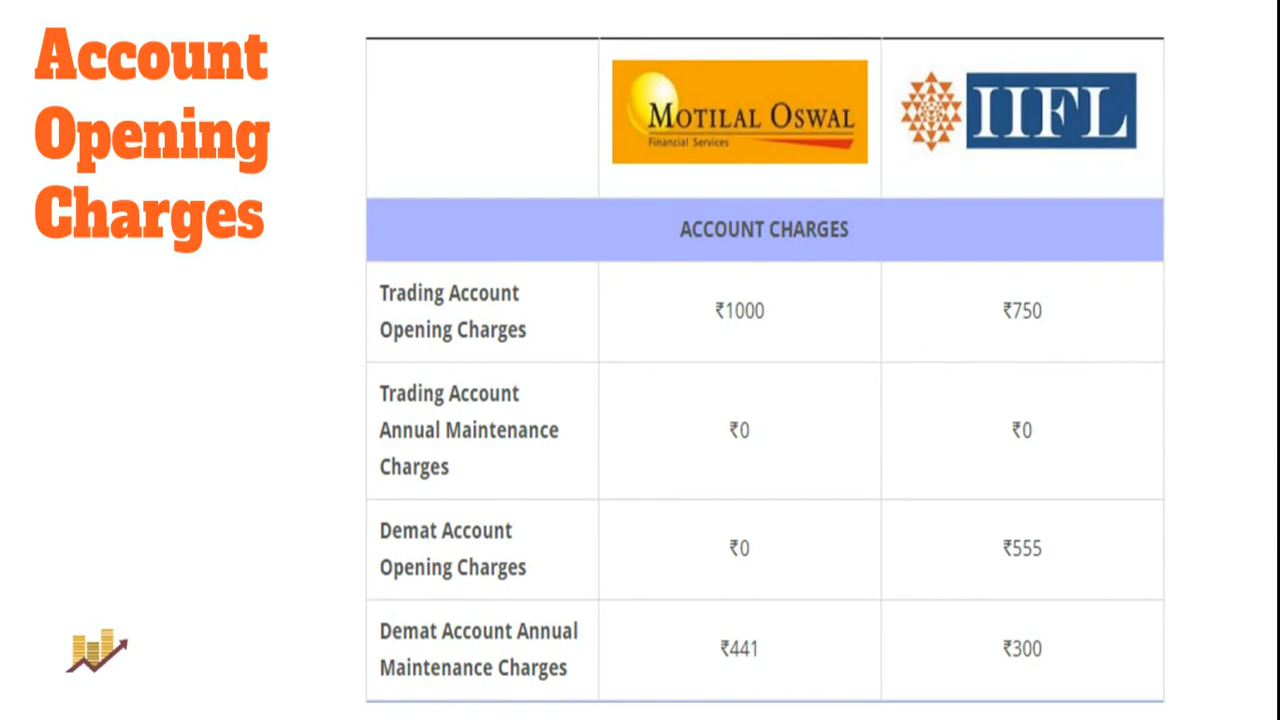 Account
Opening
Charges
MOTILAL OSWAL
Financial Services
IIFL
ACCOUNT CHARGES
Trading Account
Opening Charges
₹1000
₹750
Trading Account
Annual Maintenance
Charges
₹0
₹0
Demat Account
Opening Charges
₹0
₹555
Demat Account Annual
Maintenance Charges
₹441
₹300